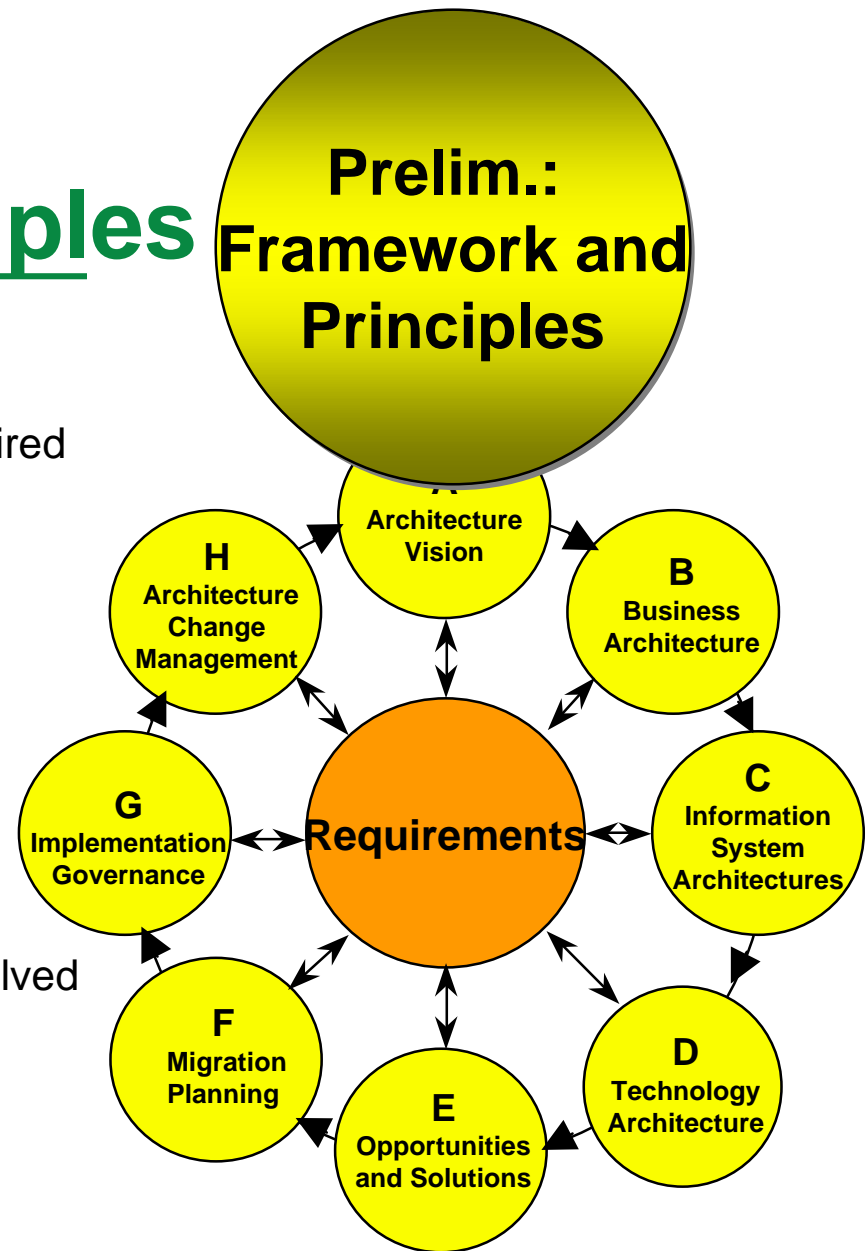 Prelim.:
ples
Framework and
Principles
ired
Architecture
Vision
H
Architecture
Change
Management
B
Business
Architecture
G
Implementation
Governance
Requirements
C
Information
System
Architectures
lved
F
Migration
Planning
E
Opportunities
and Solutions
D
Technology
Architecture